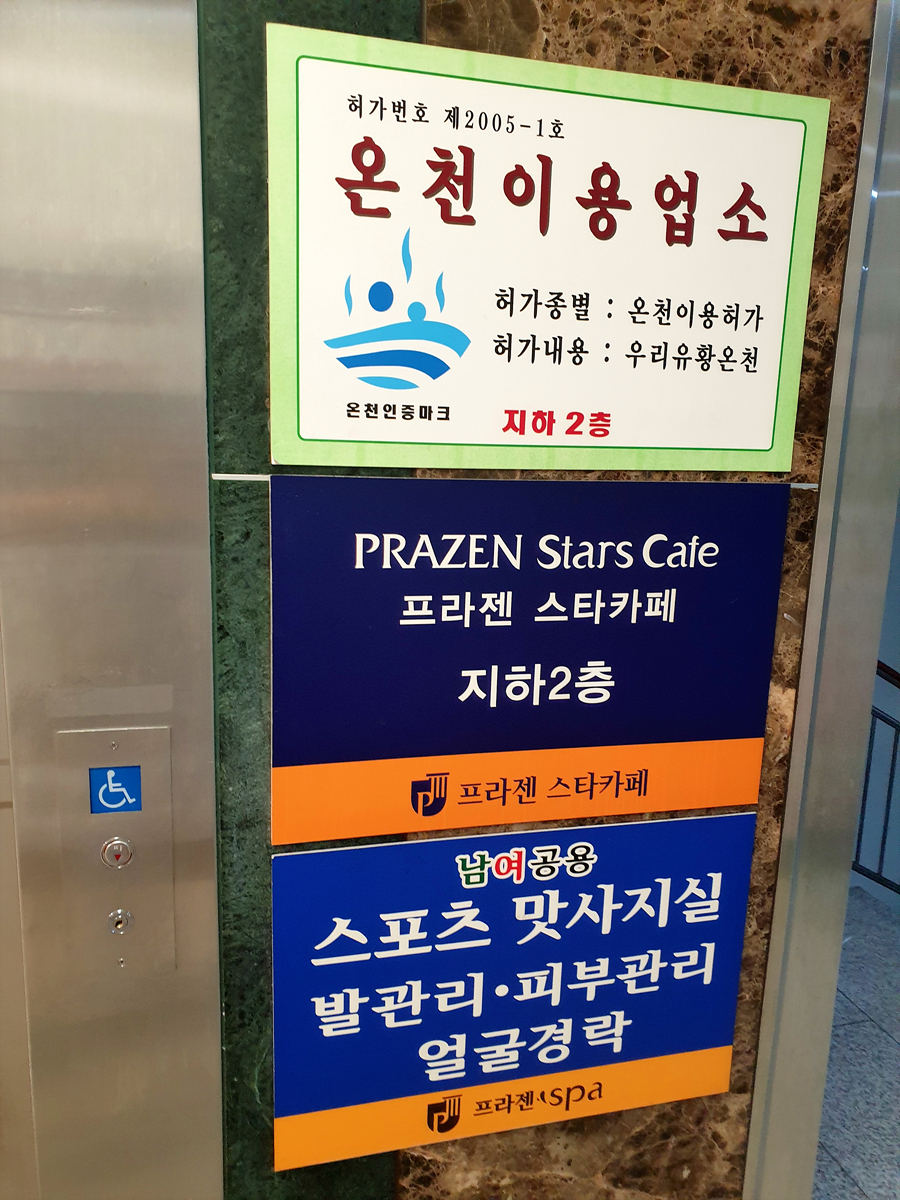 허가번호 제2005-1호
온천이용업소
허가종별 : 온천이용허가
허가내용 : 우리유황온천
온천인증마크
지하 2층
PRAZEN Stars Cafe
프라젠 스타카페
지하2층
프라젠 스타카페
남여공용
스포츠 맛사지실
발관리·피부관리
얼굴경락
프라젠 spa